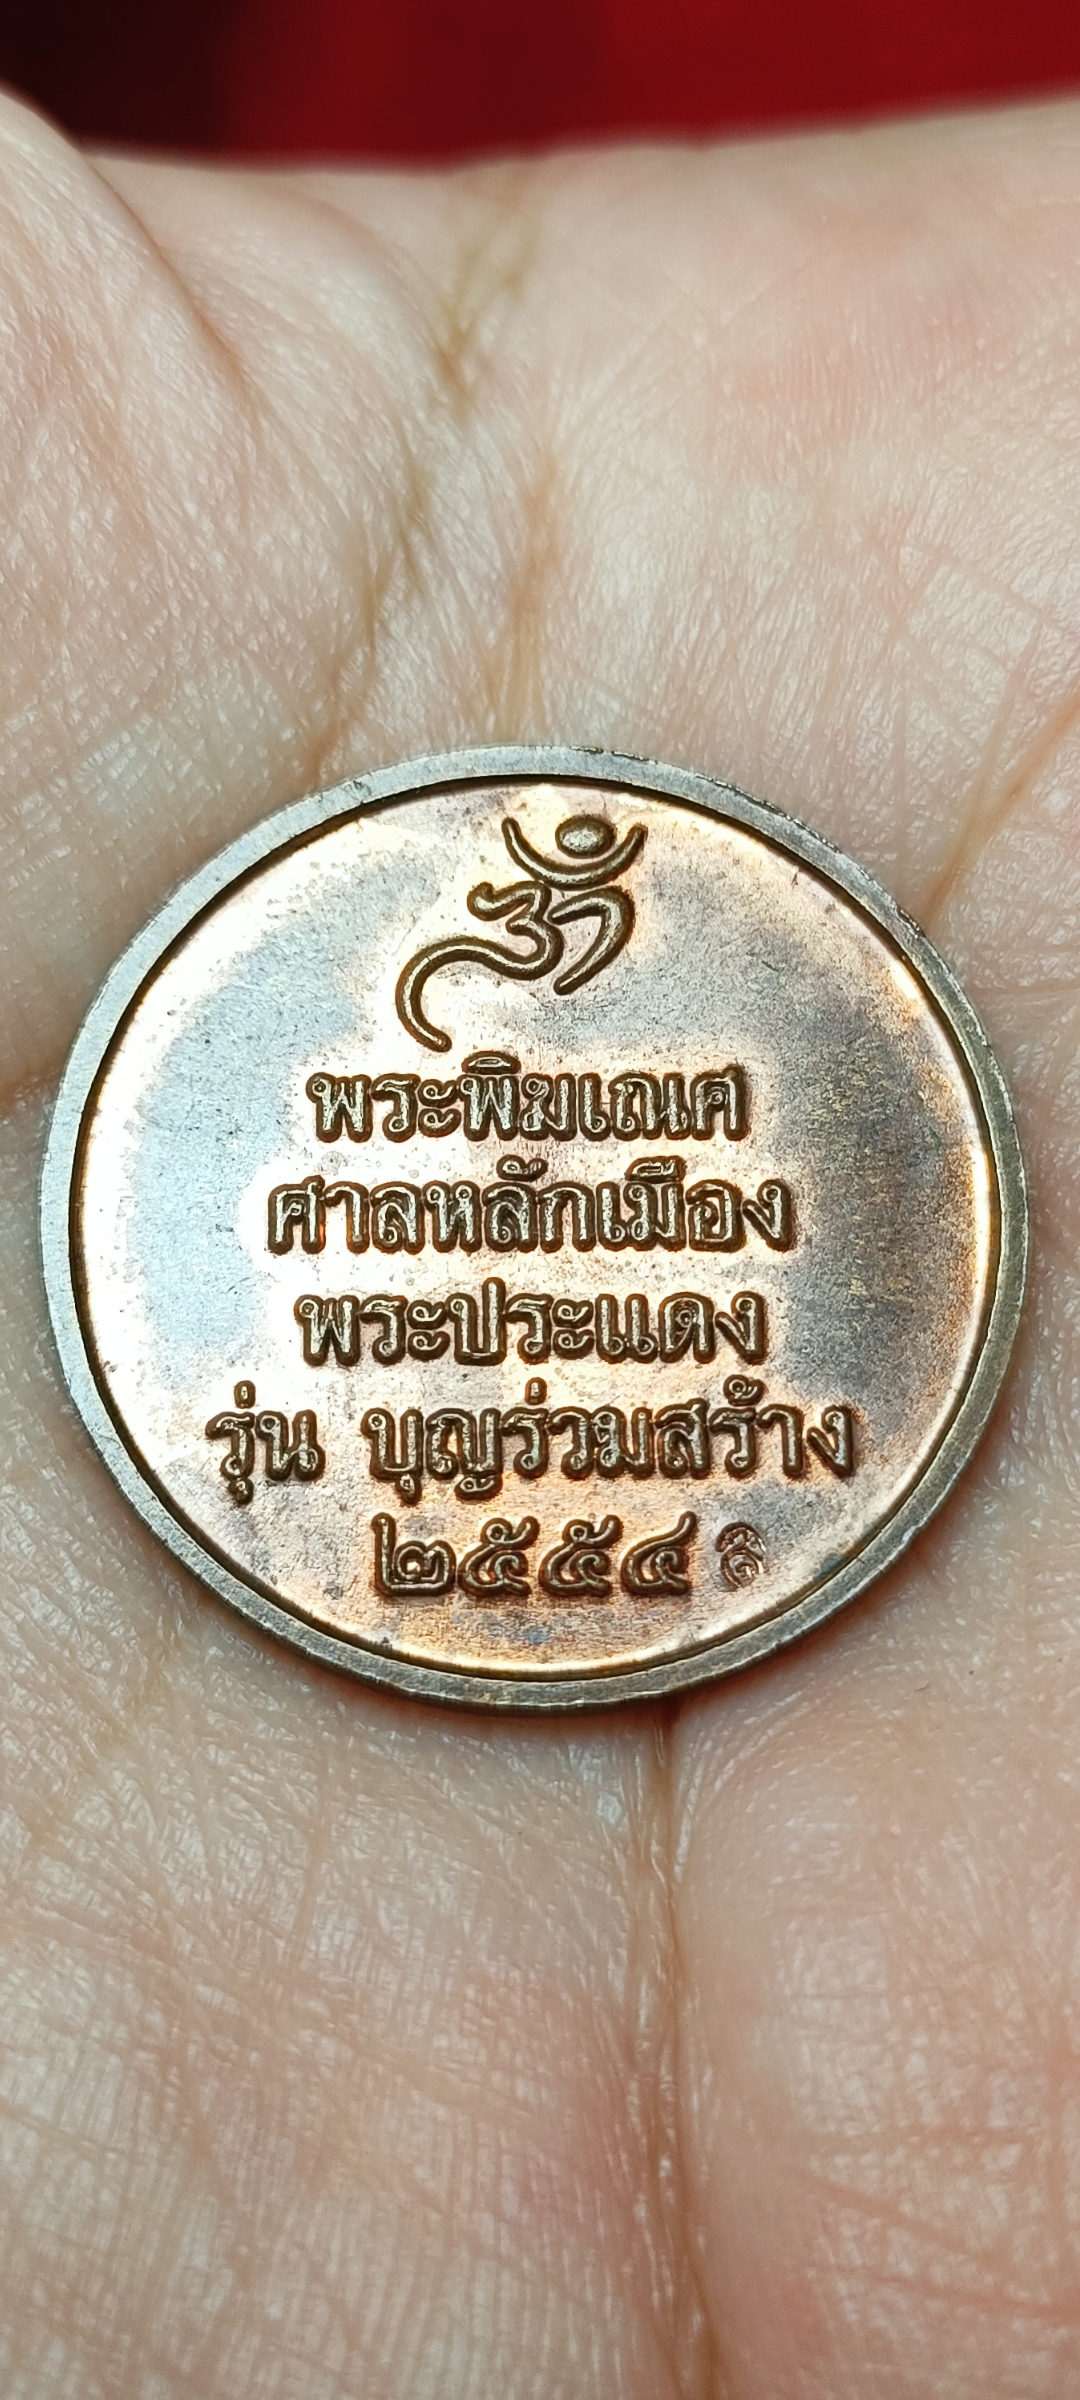 พระพิฆเณศ
ศาลหลักเมือง
พระประแดง
รุ่น บุญร่วมสร้าง
๒๕๕๔